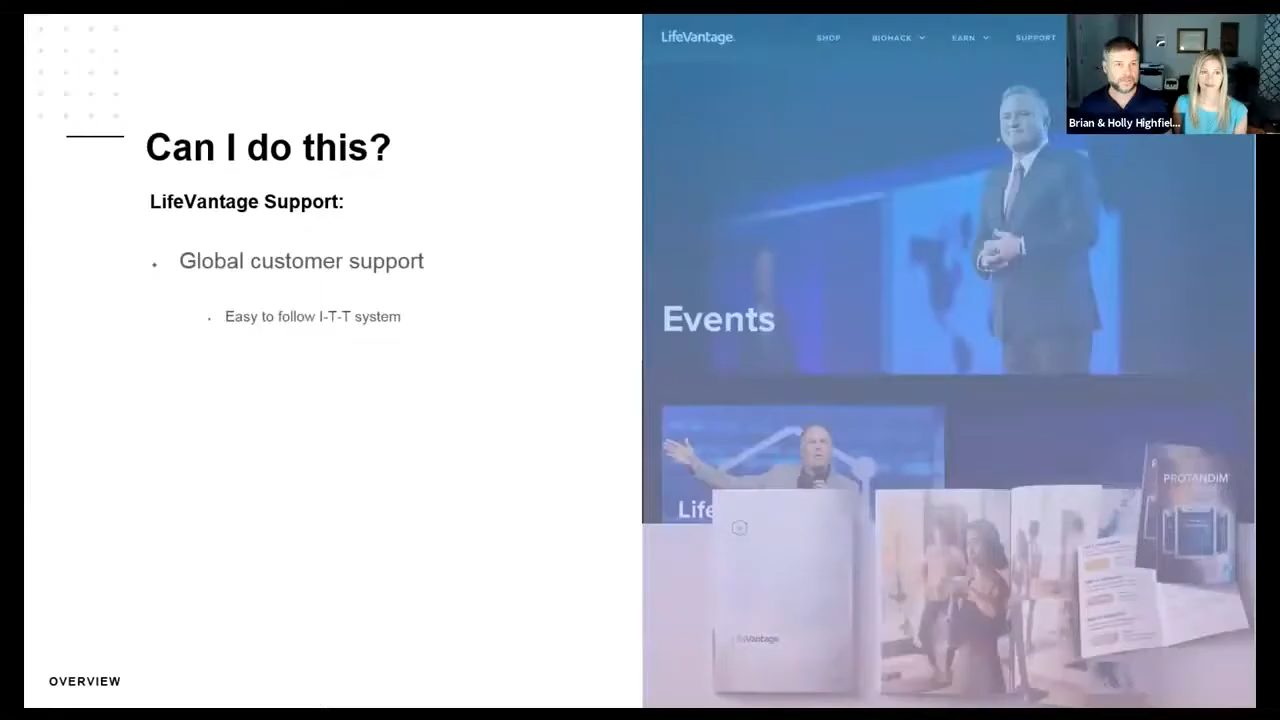 Can I do this?
LifeVantage Support:
• Global customer support
• Easy to follow I-T-T system
OVERVIEW
LifeVantage
SHOP BIOHACK EARN SUPPORT
Brian & Holly Highfiel...
Events
Life
PROTANDIM
LifeVantage